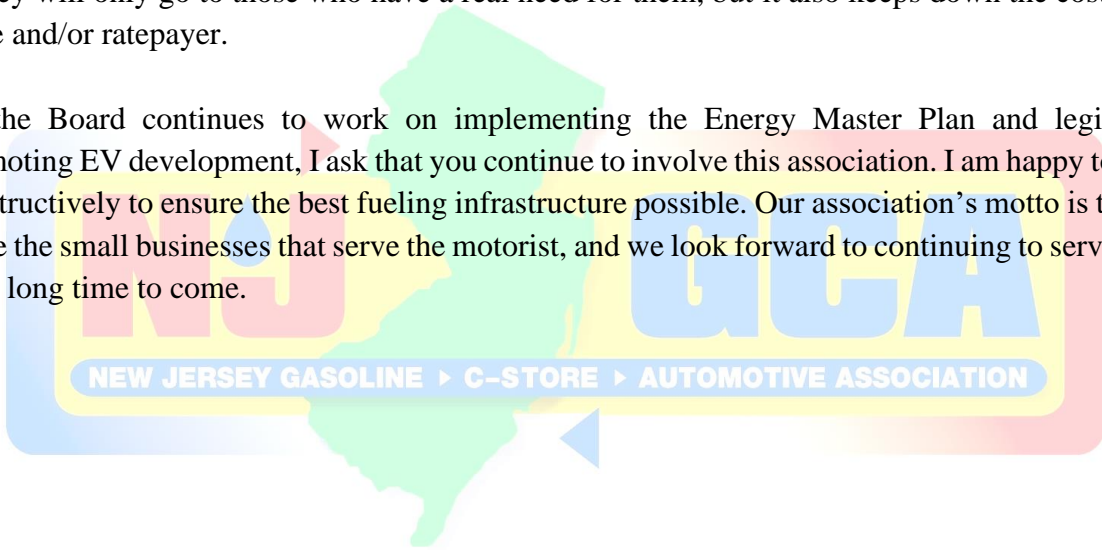 ey will only go to those who have a real need for them, but it also keeps down the cost
e and/or ratepayer.
the Board continues to work on implementing the Energy Master Plan and legi
noting EV development, I ask that you continue to involve this association. I am happy to
structively to ensure the best fueling infrastructure possible. Our association's motto is t
e the small businesses that serve the motorist, and we look forward to continuing to serv
long time to come.
NJ GCA
NEW JERSEY GASOLINE ▸ C-STORE ▸ AUTOMOTIVE ASSOCIATION